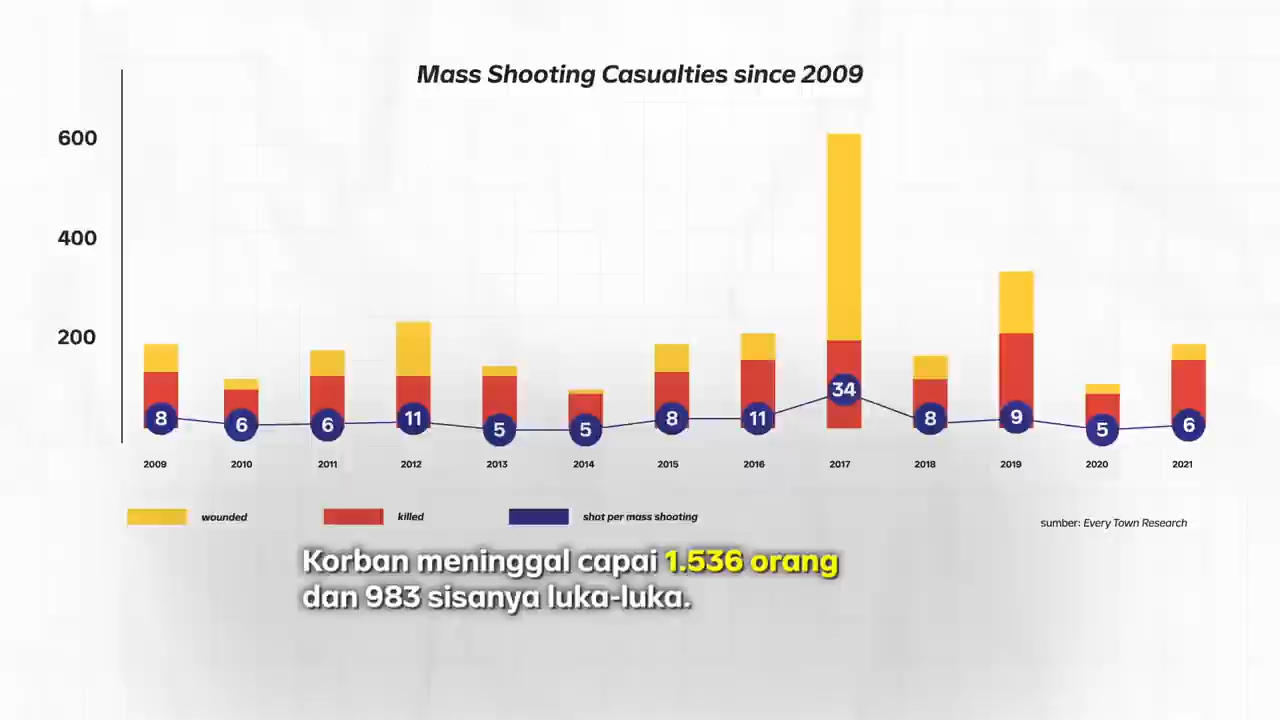 Mass Shooting Casualties since 2009
600
400
200
8
6
6
11
5
5
8
11
34
8
9
5
6
2009 2010 2011 2012 2013 2014 2015 2016 2017 2018 2019 2020 2021
wounded killed shot per mass shooting
sumber: Every Town Research
Korban meninggal capai 1.536 orang
dan 983 sisanya luka-luka.